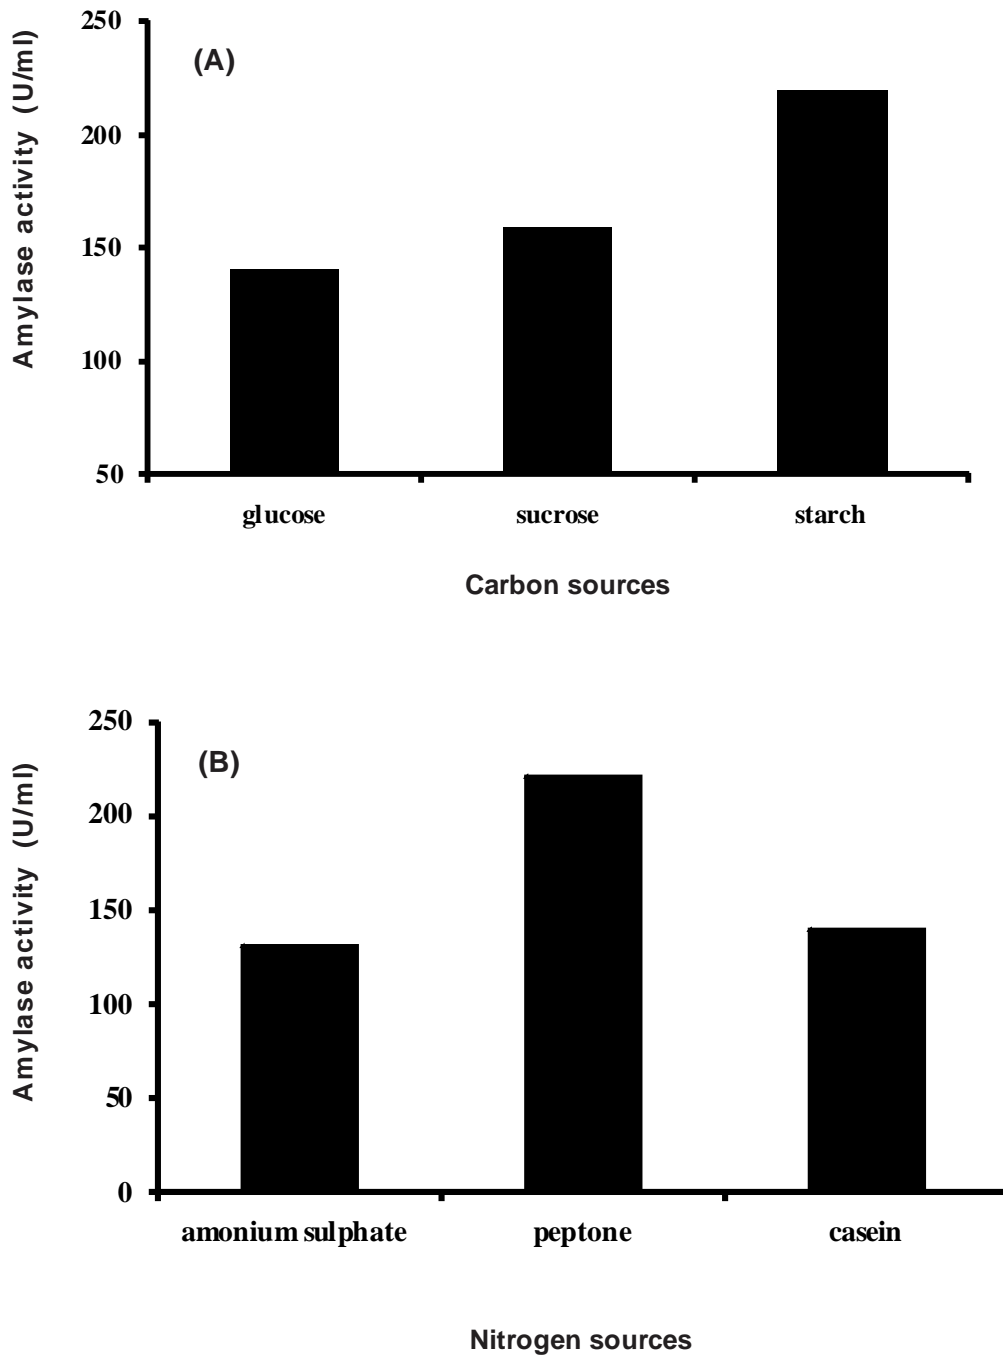 Amylase activity (U/ml)
(A)
250
200
150
100
50
glucose sucrose starch
Carbon sources
Amylase activity (U/ml)
(B)
250
200
150
100
50
0
amonium sulphate peptone casein
Nitrogen sources